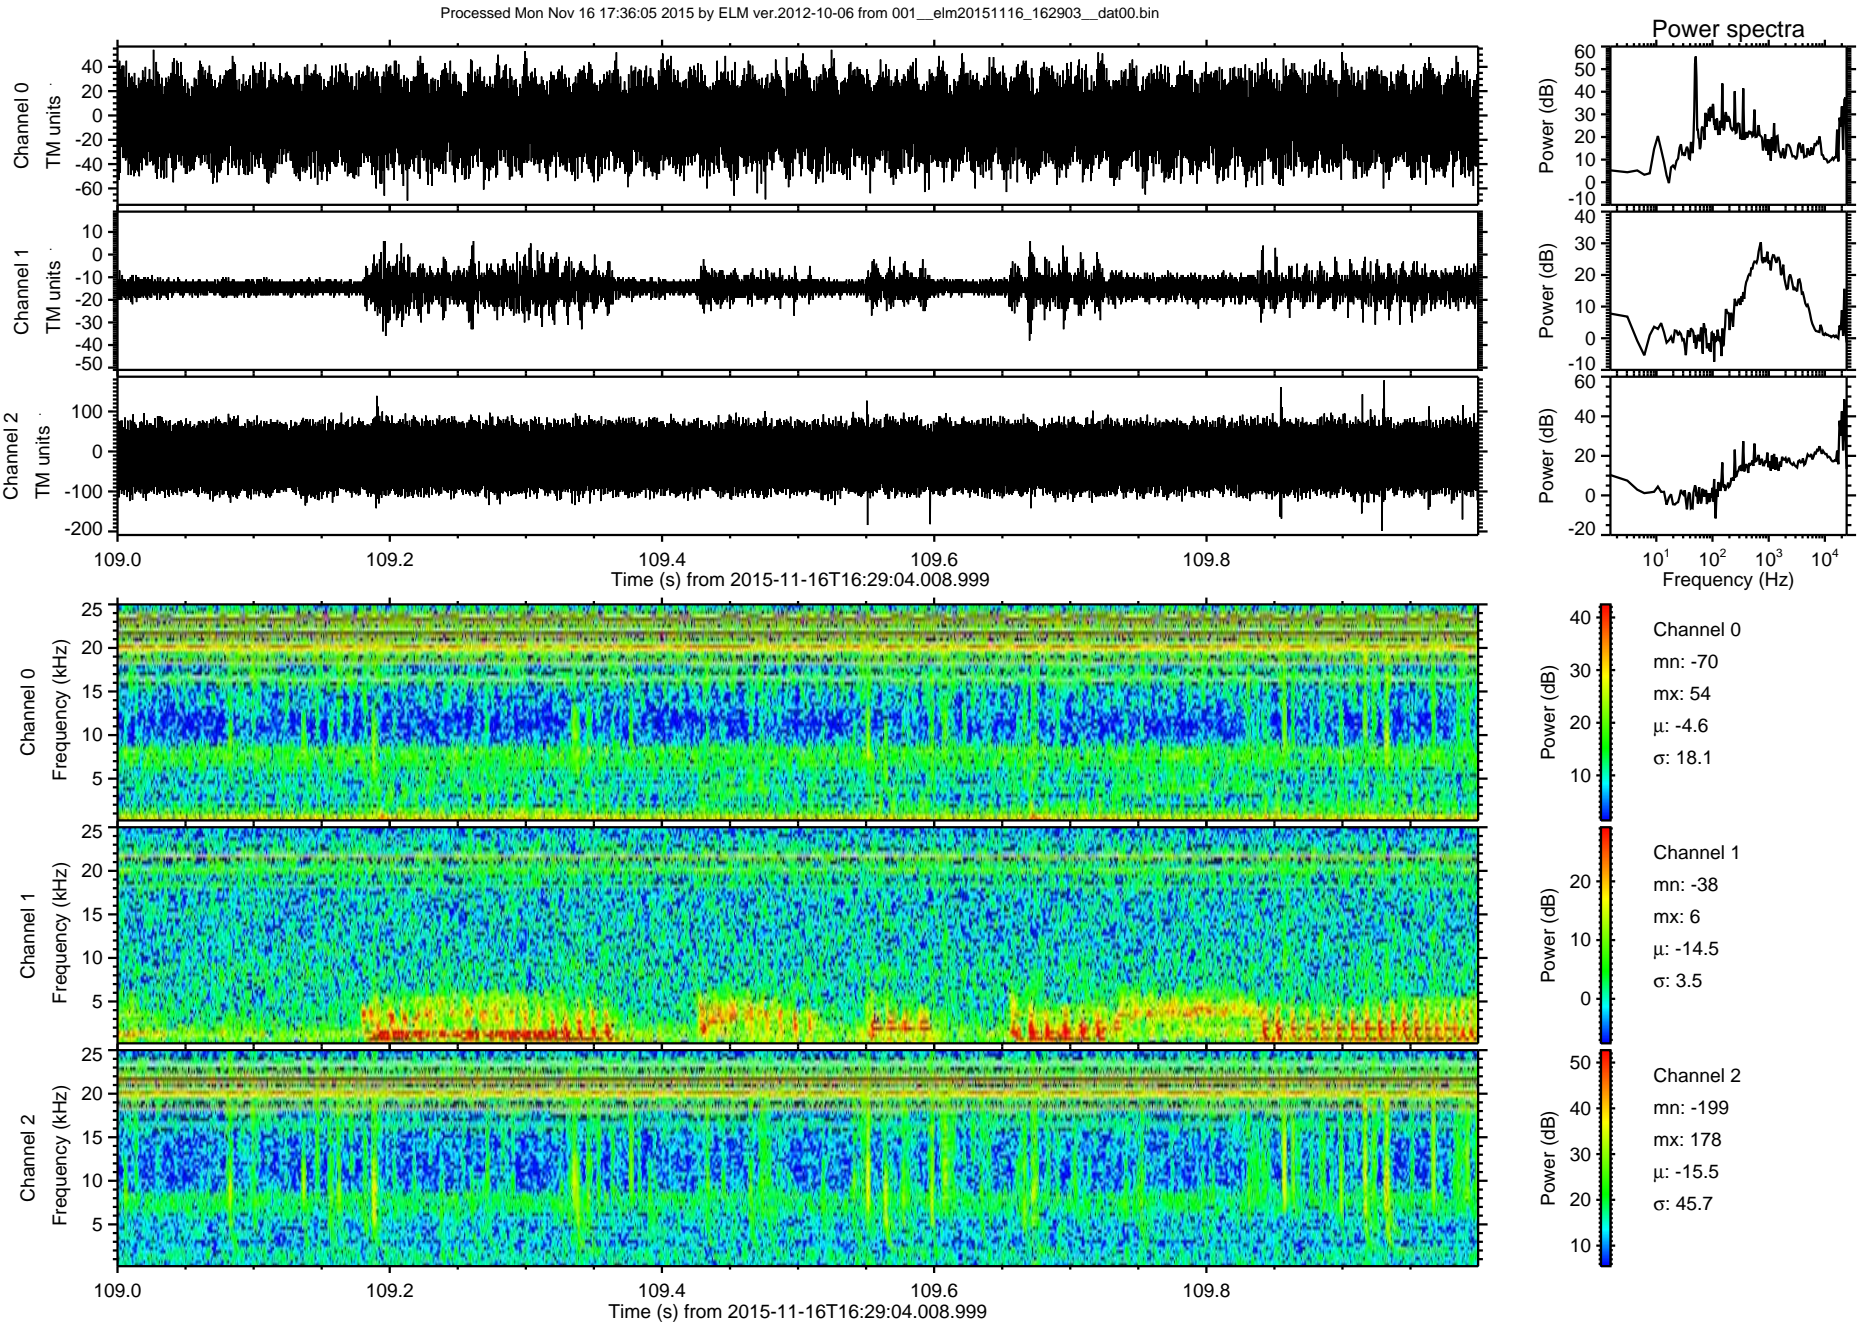 Processed Mon Nov 16 17:36:05 2015 by ELM ver.2012-10-06 from 001__elm20151116_162903__dat00.bin
Power spectra
Channel 0
TM units
40
20
0
-20
-40
-60
Power (dB)
60
50
40
30
20
10
0
-10
Channel 1
TM units
10
0
-10
-20
-30
-40
-50
Power (dB)
40
30
20
10
0
-10
Channel 2
TM units
100
0
-100
-200
Power (dB)
60
40
20
0
-20
109.0 109.2 109.4 109.6 109.8
Time (s) from 2015-11-16T16:29:04.008.999
10¹ 10² 10³ 10⁴
Frequency (Hz)
Channel 0
Frequency (kHz)
25
20
15
10
5
Power (dB)
40
30
20
10
Channel 0
mn: -70
mx: 54
μ: -4.6
σ: 18.1
Channel 1
Frequency (kHz)
25
20
15
10
5
Power (dB)
20
10
0
Channel 1
mn: -38
mx: 6
μ: -14.5
σ: 3.5
Channel 2
Frequency (kHz)
25
20
15
10
5
Power (dB)
50
40
30
20
10
Channel 2
mn: -199
mx: 178
μ: -15.5
σ: 45.7
109.0 109.2 109.4 109.6 109.8
Time (s) from 2015-11-16T16:29:04.008.999